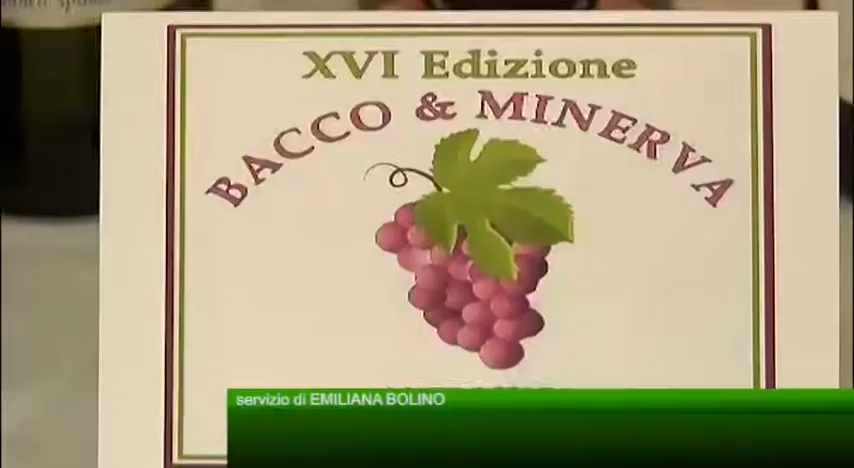 XVI Edizione
BACCO & MINERVA
servizio di EMILIANA BOLINO